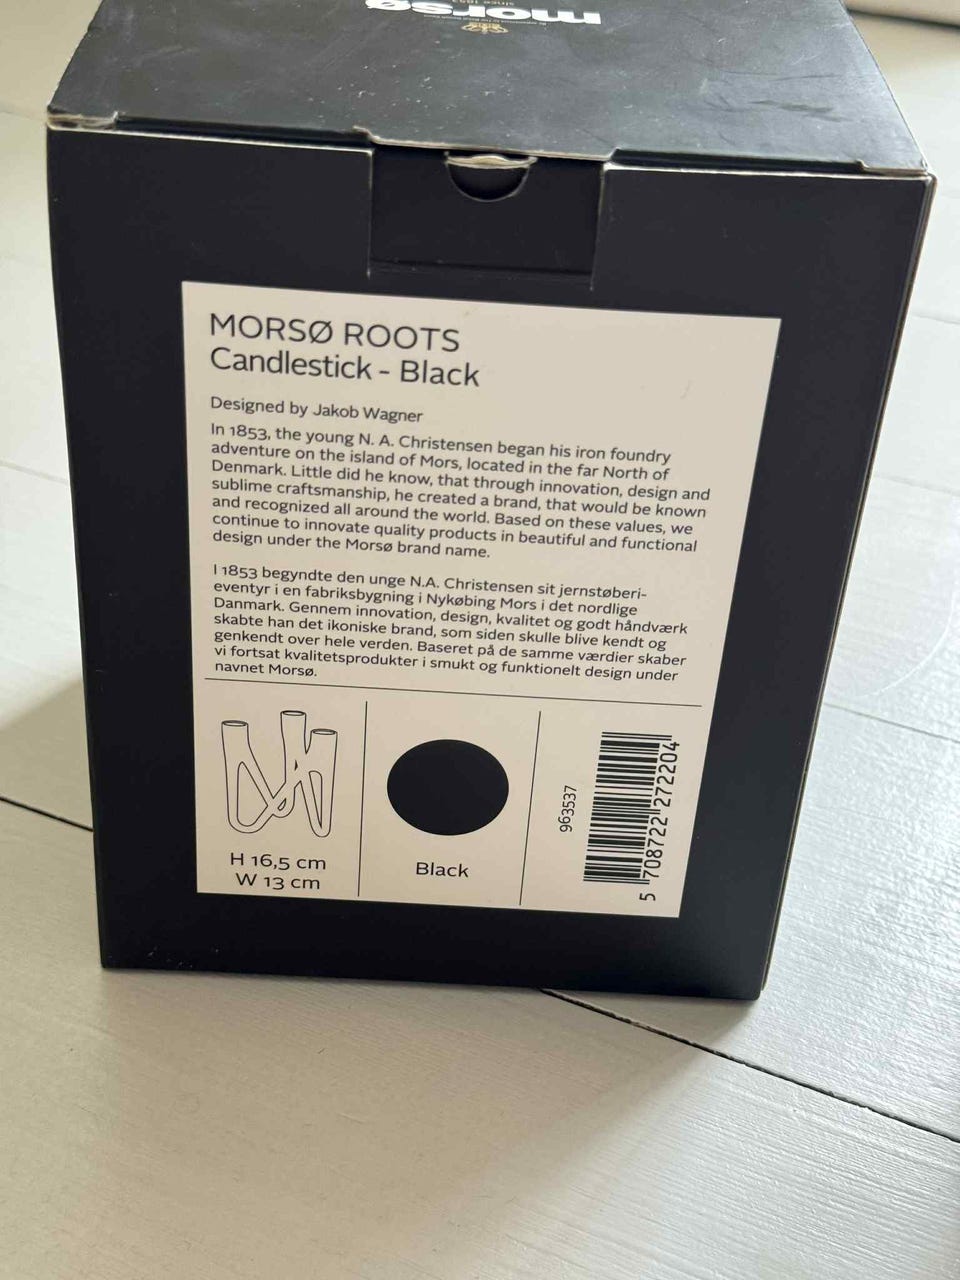 morsø
since 1853
MORSØ ROOTS
Candlestick - Black
Designed by Jakob Wagner
In 1853, the young N. A. Christensen began his iron foundry
adventure on the island of Mors, located in the far North of
Denmark. Little did he know, that through innovation, design and
sublime craftsmanship, he created a brand, that would be known
and recognized all around the world. Based on these values, we
continue to innovate quality products in beautiful and functional
design under the Morsø brand name.
I 1853 begyndte den unge N.A. Christensen sit jernstøberi-
eventyr i en fabriksbygning i Nykøbing Mors i det nordlige
Danmark. Gennem innovation, design, kvalitet og godt håndværk
skabte han det ikoniske brand, som siden skulle blive kendt og
genkendt over hele verden. Baseret på de samme værdier skaber
vi fortsat kvalitetsprodukter i smukt og funktionelt design under
navnet Morsø.
H 16,5 cm
W 13 cm
Black
963537
5 708722 272204